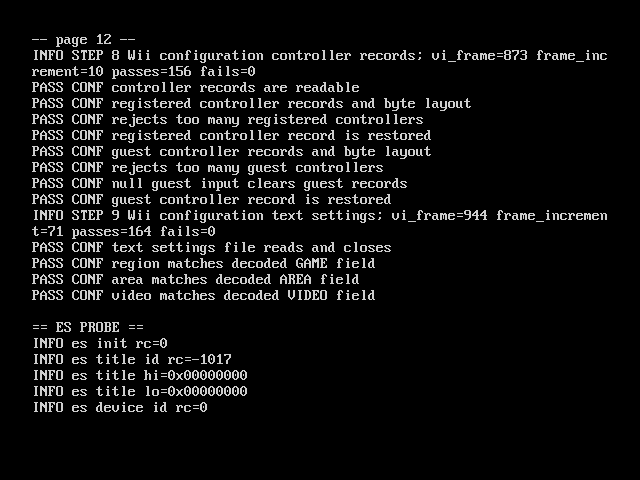 -- page 12 --
INFO STEP 8 Wii configuration controller records; vi_frame=873 frame_inc
rement=10 passes=156 fails=0
PASS CONF controller records are readable
PASS CONF registered controller records and byte layout
PASS CONF rejects too many registered controllers
PASS CONF registered controller record is restored
PASS CONF guest controller records and byte layout
PASS CONF rejects too many guest controllers
PASS CONF null guest input clears guest records
PASS CONF guest controller record is restored
INFO STEP 9 Wii configuration text settings; vi_frame=944 frame_incremen
t=71 passes=164 fails=0
PASS CONF text settings file reads and closes
PASS CONF region matches decoded GAME field
PASS CONF area matches decoded AREA field
PASS CONF video matches decoded VIDEO field

== ES PROBE ==
INFO es init rc=0
INFO es title id rc=-1017
INFO es title hi=0x00000000
INFO es title lo=0x00000000
INFO es device id rc=0